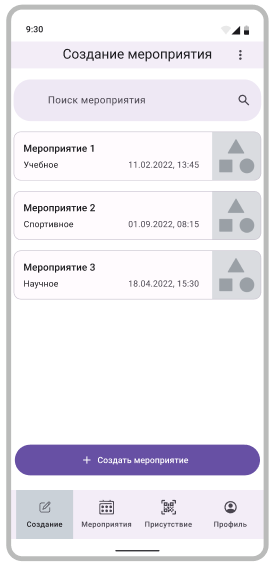 9:30
Создание мероприятия
Поиск мероприятия
Мероприятие 1
Учебное 11.02.2022, 13:45
Мероприятие 2
Спортивное 01.09.2022, 08:15
Мероприятие 3
Научное 18.04.2022, 15:30
+ Создать мероприятие
Создание Мероприятия Присутствие Профиль